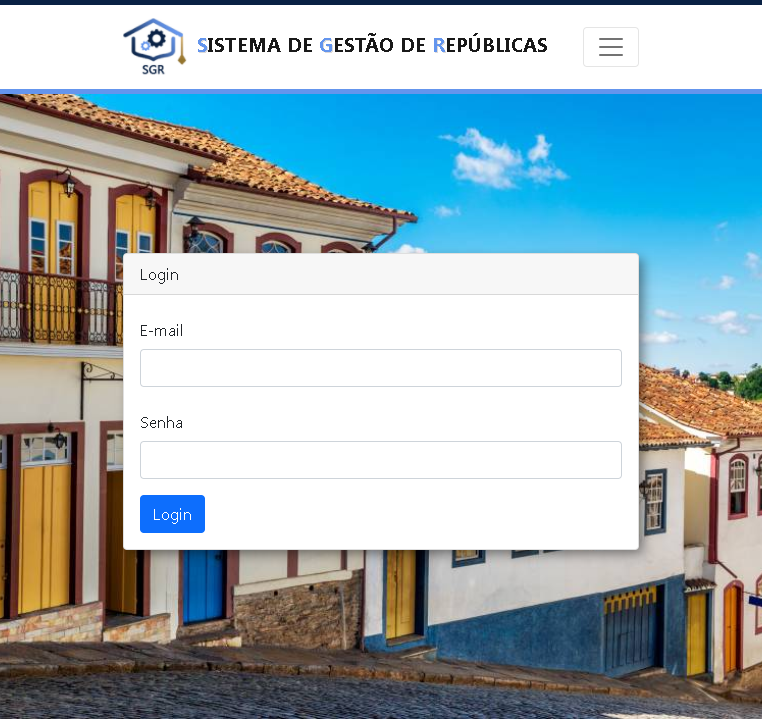 SGR
SISTEMA DE GESTÃO DE REPÚBLICAS
Login
E-mail
Senha
Login